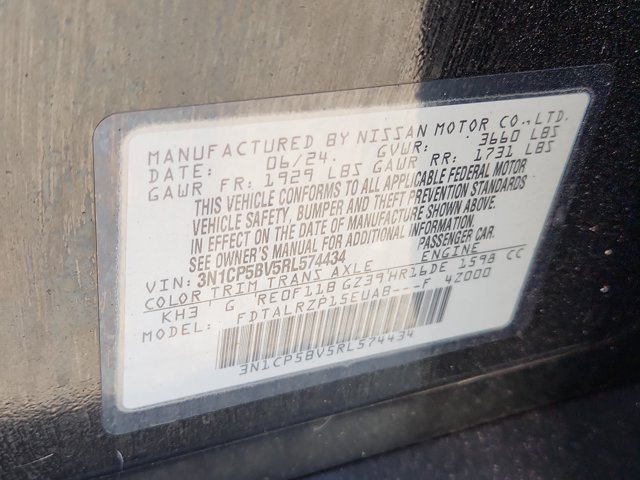 MANUFACTURED BY NISSAN MOTOR CO.,LTD.
DATE: 06/24. GVWR: 3660 LBS
GAWR FR: 1929 LBS GAWR RR: 1731 LBS
THIS VEHICLE CONFORMS TO ALL APPLICABLE FEDERAL MOTOR
VEHICLE SAFETY, BUMPER AND THEFT PREVENTION STANDARDS
IN EFFECT ON THE DATE OF MANUFACTURE SHOWN ABOVE.
SEE OWNER'S MANUAL FOR ADDITIONAL INFORMATION.
VIN: 3N1CP5BV5RL574434 PASSENGER CAR.
COLOR TRIM TRANS AXLE ENGINE
KH3 G RE0F11B GZ39 HR16DE 1598 CC
MODEL: FDTALRZP15EUAB---F 4Z000
3N1CP5BV5RL574434